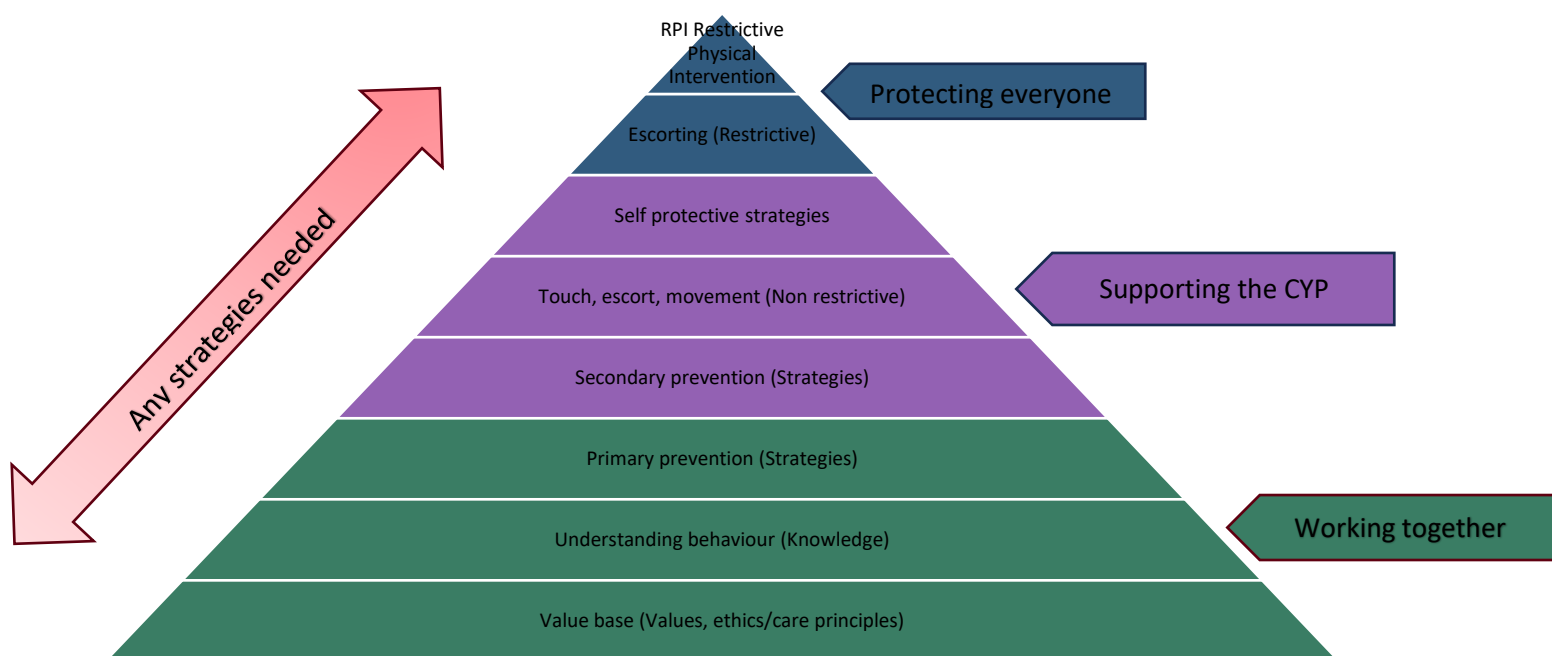 RPI Restrictive
Physical
Intervention
Protecting everyone
Escorting (Restrictive)
Self protective strategies
Any strategies needed
Touch, escort, movement (Non restrictive)
Supporting the CYP
Secondary prevention (Strategies)
Primary prevention (Strategies)
Understanding behaviour (Knowledge)
Working together
Value base (Values, ethics/care principles)